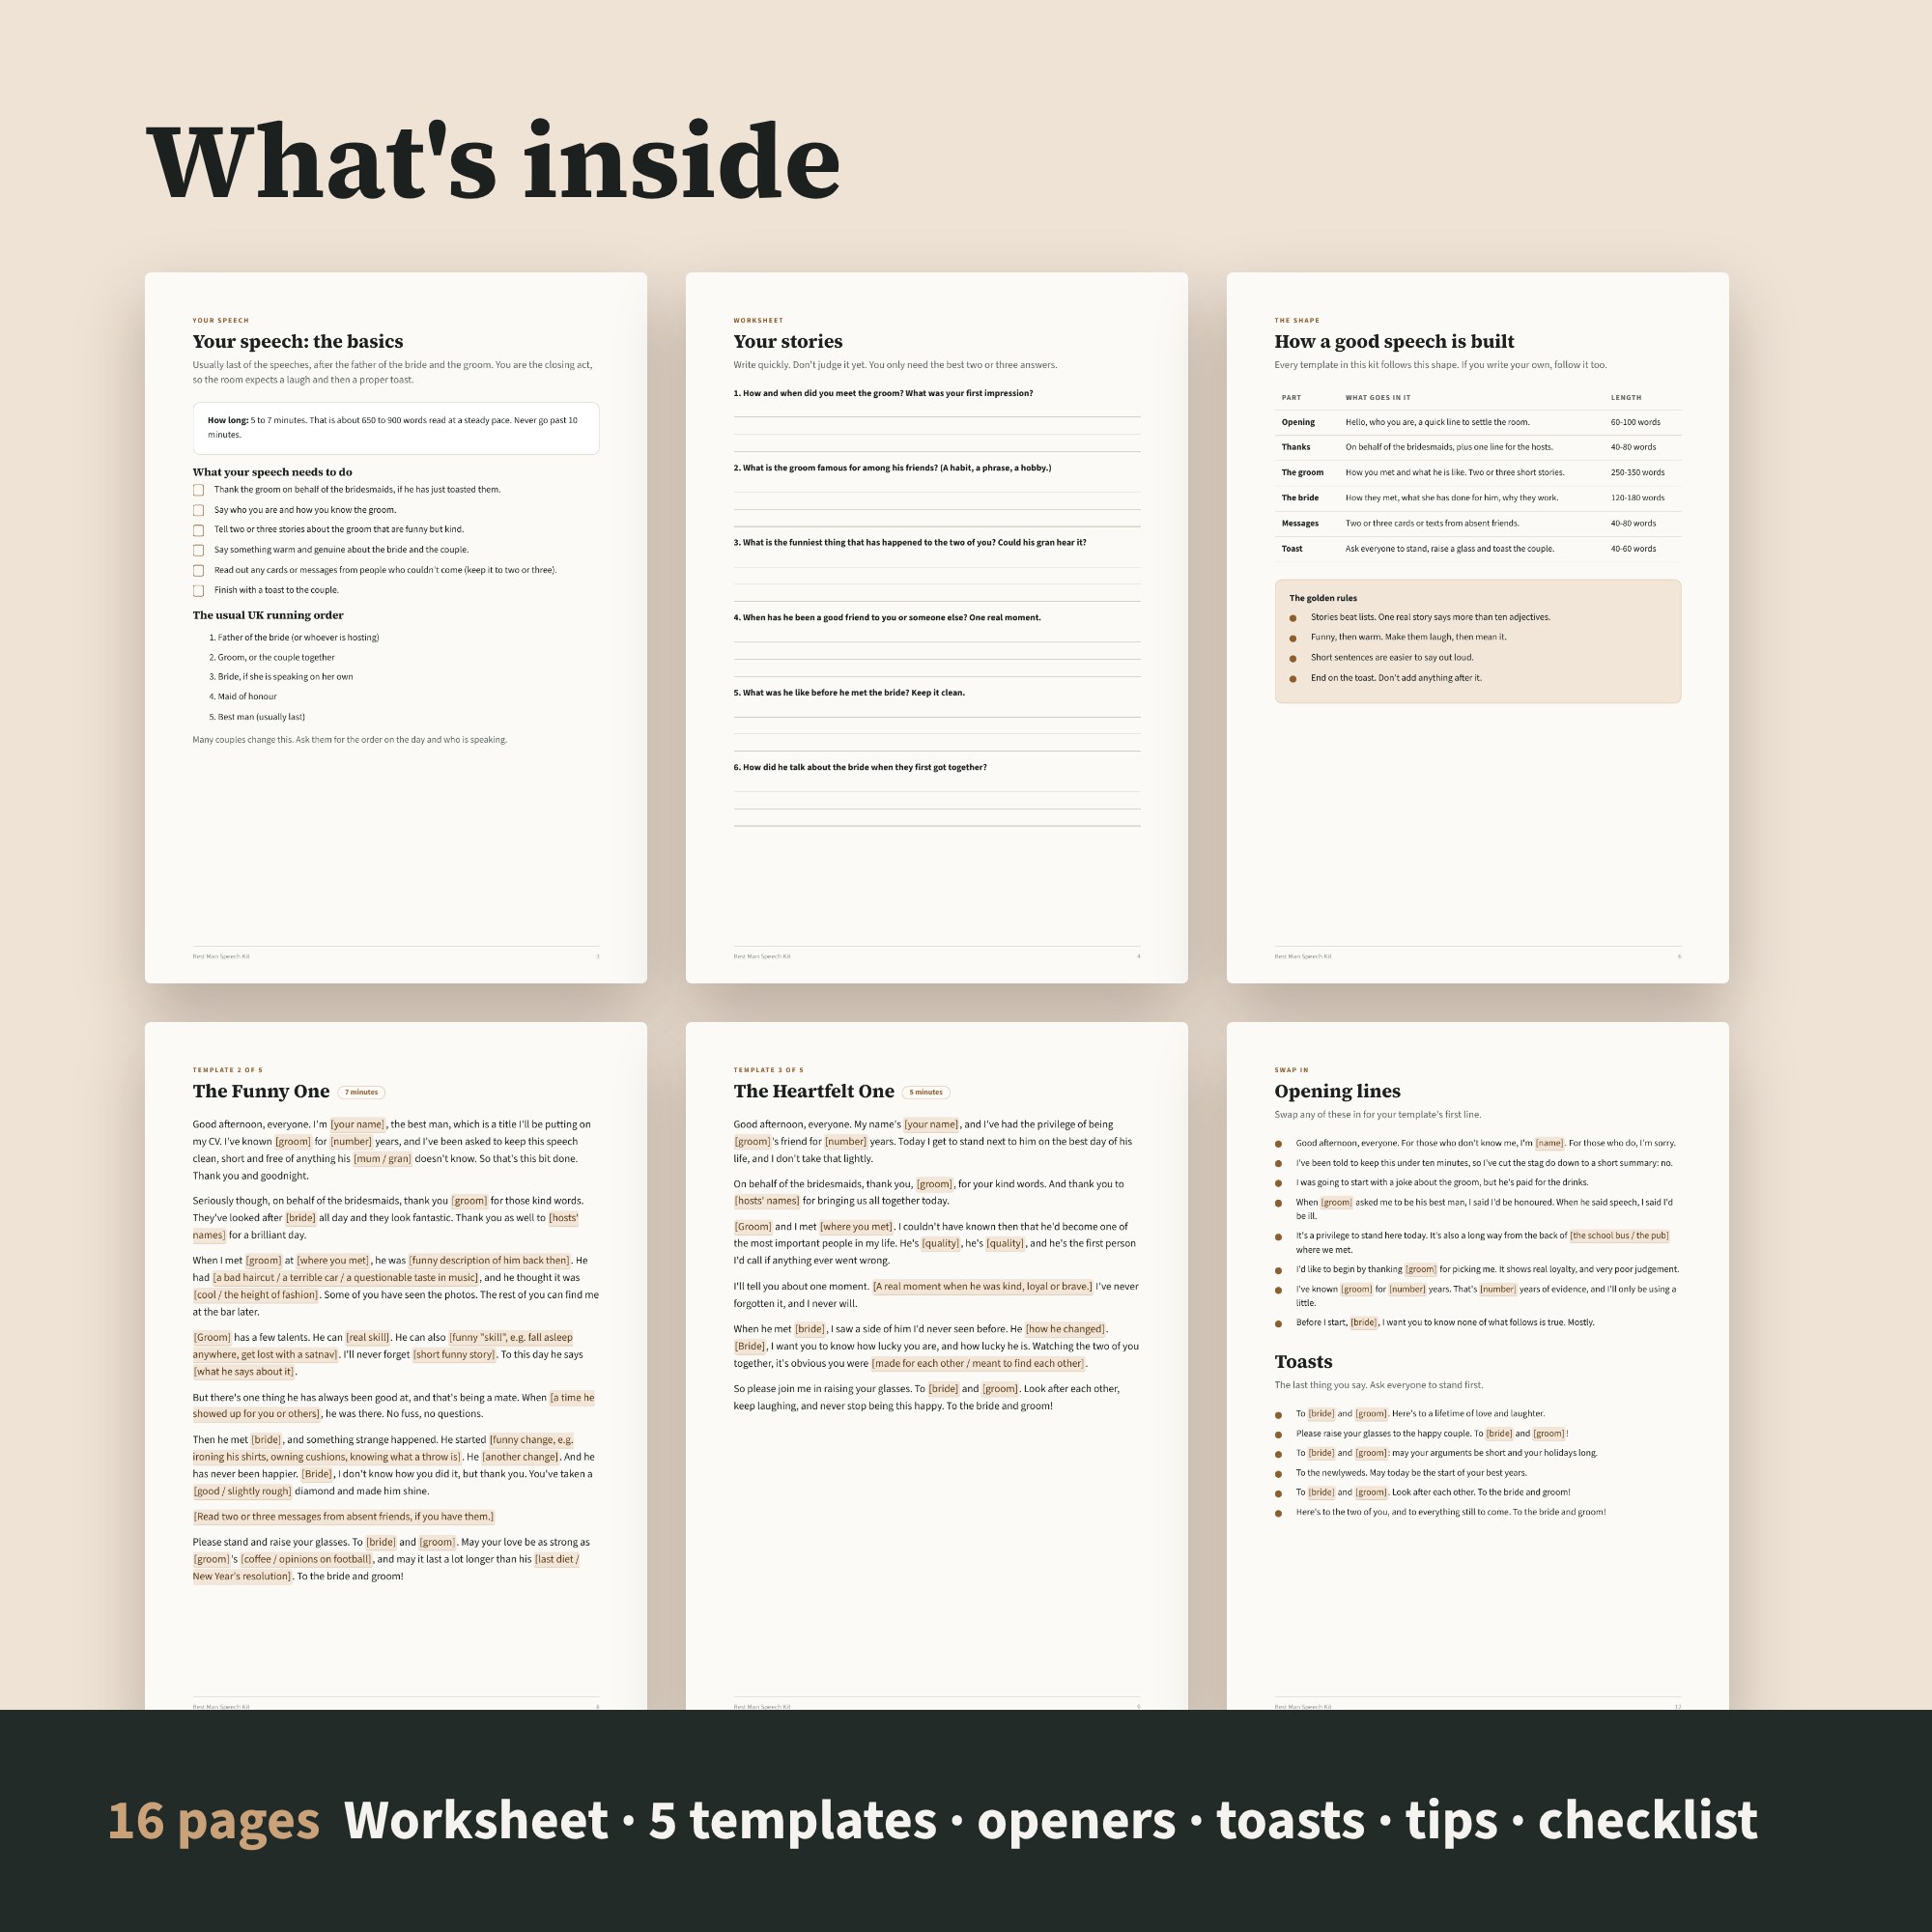 What's inside
YOUR SPEECH
Your speech: the basics
Usually last of the speeches, after the father of the bride and the groom. You are the closing act,
so the room expects a laugh and then a proper toast.
How long: 5 to 7 minutes. That is about 650 to 900 words read at a steady pace. Never go past 10
minutes.
What your speech needs to do
Thank the groom on behalf of the bridesmaids, if he has just toasted them.
Say who you are and how you know the groom.
Tell two or three stories about the groom that are funny but kind.
Say something warm and genuine about the bride and the couple.
Read out any cards or messages from people who couldn't come (keep it to two or three).
Finish with a toast to the couple.
The usual UK running order
1. Father of the bride (or whoever is hosting)
2. Groom, or the couple together
3. Bride, if she is speaking on her own
4. Maid of honour
5. Best man (usually last)
Many couples change this. Ask them for the order on the day and who is speaking.
Best Man Speech Kit 3
WORKSHEET
Your stories
Write quickly. Don't judge it yet. You only need the best two or three answers.
1. How and when did you meet the groom? What was your first impression?
2. What is the groom famous for among his friends? (A habit, a phrase, a hobby.)
3. What is the funniest thing that has happened to the two of you? Could his gran hear it?
4. When has he been a good friend to you or someone else? One real moment.
5. What was he like before he met the bride? Keep it clean.
6. How did he talk about the bride when they first got together?
Best Man Speech Kit 4
THE SHAPE
How a good speech is built
Every template in this kit follows this shape. If you write your own, follow it too.
PART WHAT GOES IN IT LENGTH
Opening Hello, who you are, a quick line to settle the room. 60-100 words
Thanks On behalf of the bridesmaids, plus one line for the hosts. 40-80 words
The groom How you met and what he is like. Two or three short stories. 250-350 words
The bride How they met, what she has done for him, why they work. 120-180 words
Messages Two or three cards or texts from absent friends. 40-80 words
Toast Ask everyone to stand, raise a glass and toast the couple. 40-60 words
The golden rules
Stories beat lists. One real story says more than ten adjectives.
Funny, then warm. Make them laugh, then mean it.
Short sentences are easier to say out loud.
End on the toast. Don't add anything after it.
Best Man Speech Kit 6
TEMPLATE 2 OF 5
The Funny One 7 minutes
Good afternoon, everyone. I'm [your name], the best man, which is a title I'll be putting on
my CV. I've known [groom] for [number] years, and I've been asked to keep this speech
clean, short and free of anything his [mum / gran] doesn't know. So that's this bit done.
Thank you and goodnight.
Seriously though, on behalf of the bridesmaids, thank you [groom] for those kind words.
They've looked after [bride] all day and they look fantastic. Thank you as well to [hosts'
names] for a brilliant day.
When I met [groom] at [where you met], he was [funny description of him back then]. He
had [a bad haircut / a terrible car / a questionable taste in music], and he thought it was
[cool / the height of fashion]. Some of you have seen the photos. The rest of you can find me
at the bar later.
[Groom] has a few talents. He can [real skill]. He can also [funny "skill", e.g. fall asleep
anywhere, get lost with a satnav]. I'll never forget [short funny story]. To this day he says
[what he says about it].
But there's one thing he has always been good at, and that's being a mate. When [a time he
showed up for you or others], he was there. No fuss, no questions.
Then he met [bride], and something strange happened. He started [funny change, e.g.
ironing his shirts, owning cushions, knowing what a throw is]. He [another change]. And he
has never been happier. [Bride], I don't know how you did it, but thank you. You've taken a
[good / slightly rough] diamond and made him shine.
[Read two or three messages from absent friends, if you have them.]
Please stand and raise your glasses. To [bride] and [groom]. May your love be as strong as
[groom]'s [coffee / opinions on football], and may it last a lot longer than his [last diet /
New Year's resolution]. To the bride and groom!
Best Man Speech Kit 8
TEMPLATE 3 OF 5
The Heartfelt One 5 minutes
Good afternoon, everyone. My name's [your name], and I've had the privilege of being
[groom]'s friend for [number] years. Today I get to stand next to him on the best day of his
life, and I don't take that lightly.
On behalf of the bridesmaids, thank you, [groom], for your kind words. And thank you to
[hosts' names] for bringing us all together today.
[Groom] and I met [where you met]. I couldn't have known then that he'd become one of
the most important people in my life. He's [quality], he's [quality], and he's the first person
I'd call if anything ever went wrong.
I'll tell you about one moment. [A real moment when he was kind, loyal or brave.] I've never
forgotten it, and I never will.
When he met [bride], I saw a side of him I'd never seen before. He [how he changed].
[Bride], I want you to know how lucky you are, and how lucky he is. Watching the two of you
together, it's obvious you were [made for each other / meant to find each other].
So please join me in raising your glasses. To [bride] and [groom]. Look after each other,
keep laughing, and never stop being this happy. To the bride and groom!
Best Man Speech Kit 9
SWAP IN
Opening lines
Swap any of these in for your template's first line.
Good afternoon, everyone. For those who don't know me, I'm [name]. For those who do, I'm sorry.
I've been told to keep this under ten minutes, so I've cut the stag do down to a short summary: no.
I was going to start with a joke about the groom, but he's paid for the drinks.
When [groom] asked me to be his best man, I said I'd be honoured. When he said speech, I said I'd
be ill.
It's a privilege to stand here today. It's also a long way from the back of [the school bus / the pub]
where we met.
I'd like to begin by thanking [groom] for picking me. It shows real loyalty, and very poor judgement.
I've known [groom] for [number] years. That's [number] years of evidence, and I'll only be using a
little.
Before I start, [bride], I want you to know none of what follows is true. Mostly.
Toasts
The last thing you say. Ask everyone to stand first.
To [bride] and [groom]. Here's to a lifetime of love and laughter.
Please raise your glasses to the happy couple. To [bride] and [groom]!
To [bride] and [groom]: may your arguments be short and your holidays long.
To the newlyweds. May today be the start of your best years.
To [bride] and [groom]. Look after each other. To the bride and groom!
Here's to the two of you, and to everything still to come. To the bride and groom!
Best Man Speech Kit 12
16 pages Worksheet · 5 templates · openers · toasts · tips · checklist